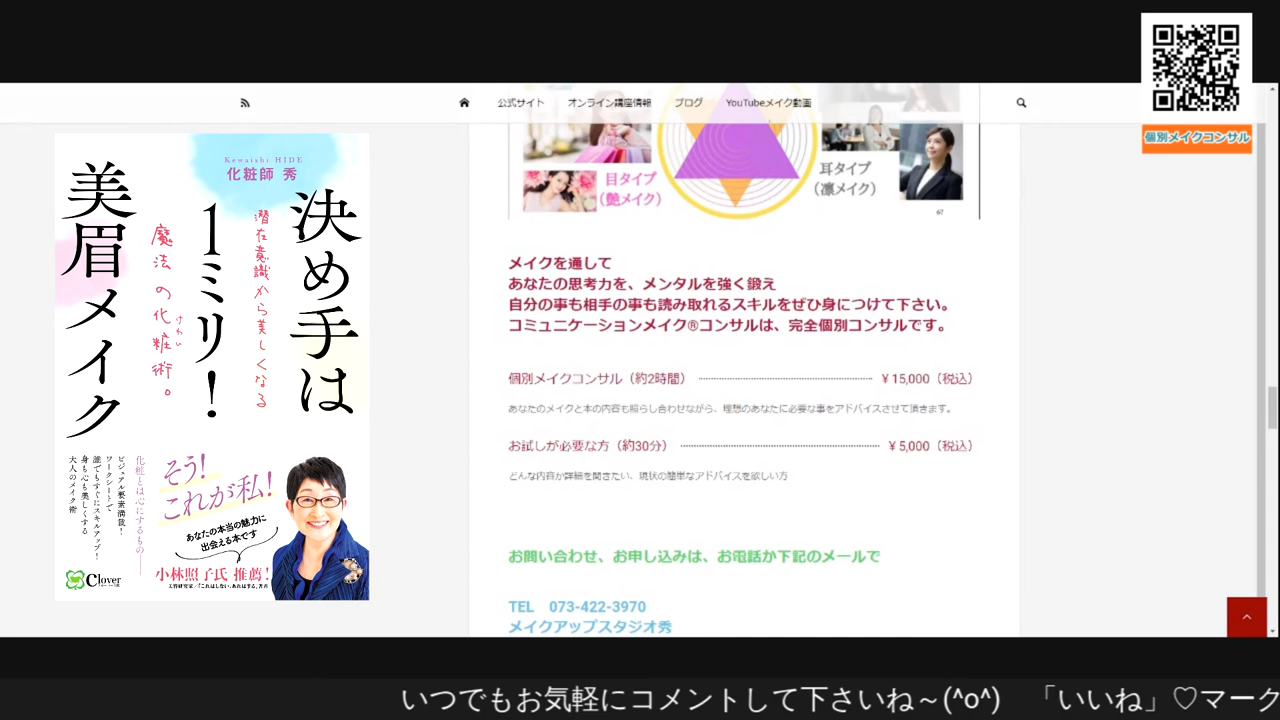 個別メイクコンサル
公式サイト
オンライン講座情報
ブログ
YouTubeメイク動画
Kewaishi HIDE
化粧師 秀
決め手は
1ミリ!
美眉メイク
潜在意識から美しくなる
魔法の化粧術。
けわい
化粧とは心にするもの――
ビジュアル要素満載!
ワークシートで
誰でもすぐにスキルアップ!
身も心も美しくする
大人のメイク術
そう!
これが私!
あなたの本当の魅力に
出会える本です
小林照子氏 推薦!
美容研究家/『これはしない、あれはする』著者
Clover
目タイプ
(艶メイク)
耳タイプ
(凛メイク)
67
メイクを通して
あなたの思考力を、メンタルを強く鍛え
自分の事も相手の事も読み取れるスキルをぜひ身につけて下さい。
コミュニケーションメイク®コンサルは、完全個別コンサルです。
個別メイクコンサル(約2時間) ¥15,000(税込)
あなたのメイクと本の内容も照らし合わせながら、理想のあなたに必要な事をアドバイスさせて頂きます。
お試しが必要な方(約30分) ¥5,000(税込)
どんな内容か詳細を聞きたい、現状の簡単なアドバイスを欲しい方
お問い合わせ、お申し込みは、お電話か下記のメールで
TEL 073-422-3970
メイクアップスタジオ秀
いつでもお気軽にコメントして下さいね~(^o^) 「いいね」♡マーク